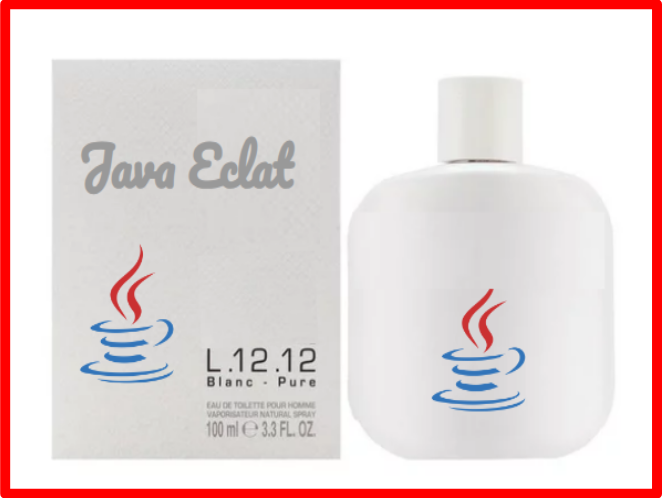 Java Eclat
L.12.12
Blanc - Pure
EAU DE TOILETTE POUR HOMME
VAPORISATEUR NATURAL SPRAY
100 ml ℮ 3.3 FL. OZ.